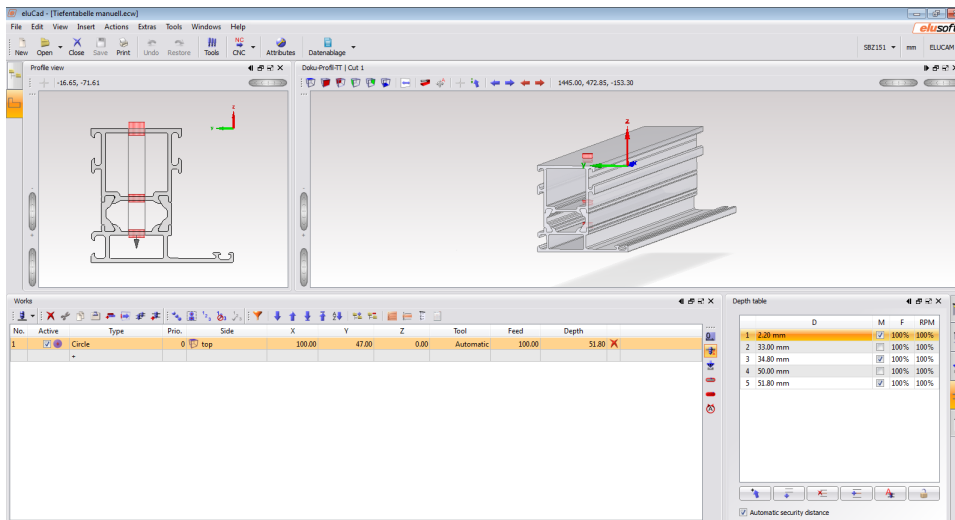 eluCad - [Tiefentabelle manuell.ecw]
File Edit View Insert Actions Extras Tools Windows Help
elusoft
New Open Close Save Print Undo Restore Tools CNC Attributes Datenablage
NC
SBZ151 mm ELUCAM
Profile view
Doku-Profil-TT | Cut 1
-16.65, -71.61
1445.00, 472.85, -153.30
z
Y
z
Y
x
Works
Depth table
No. Active Type Prio. Side X Y Z Tool Feed Depth
1 Circle 0 top 100.00 47.00 0.00 Automatic 100.00 51.80
+
D M F RPM
1 2.20 mm 100% 100%
2 33.00 mm 100% 100%
3 34.80 mm 100% 100%
4 50.00 mm 100% 100%
5 51.80 mm 100% 100%
Automatic security distance